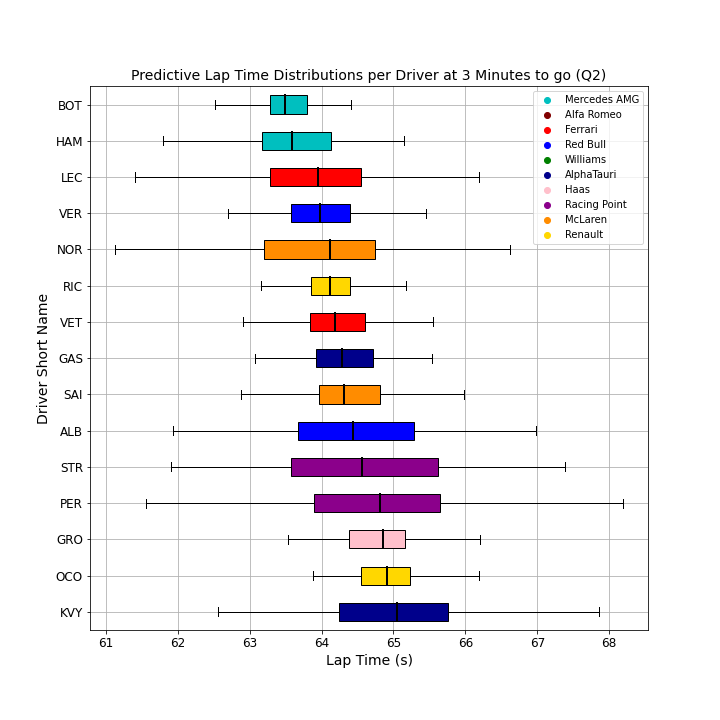 Predictive Lap Time Distributions per Driver at 3 Minutes to go (Q2)
Mercedes AMG
Alfa Romeo
Ferrari
Red Bull
Williams
AlphaTauri
Haas
Racing Point
McLaren
Renault
Driver Short Name
BOT
HAM
LEC
VER
NOR
RIC
VET
GAS
SAI
ALB
STR
PER
GRO
OCO
KVY
61 62 63 64 65 66 67 68
Lap Time (s)